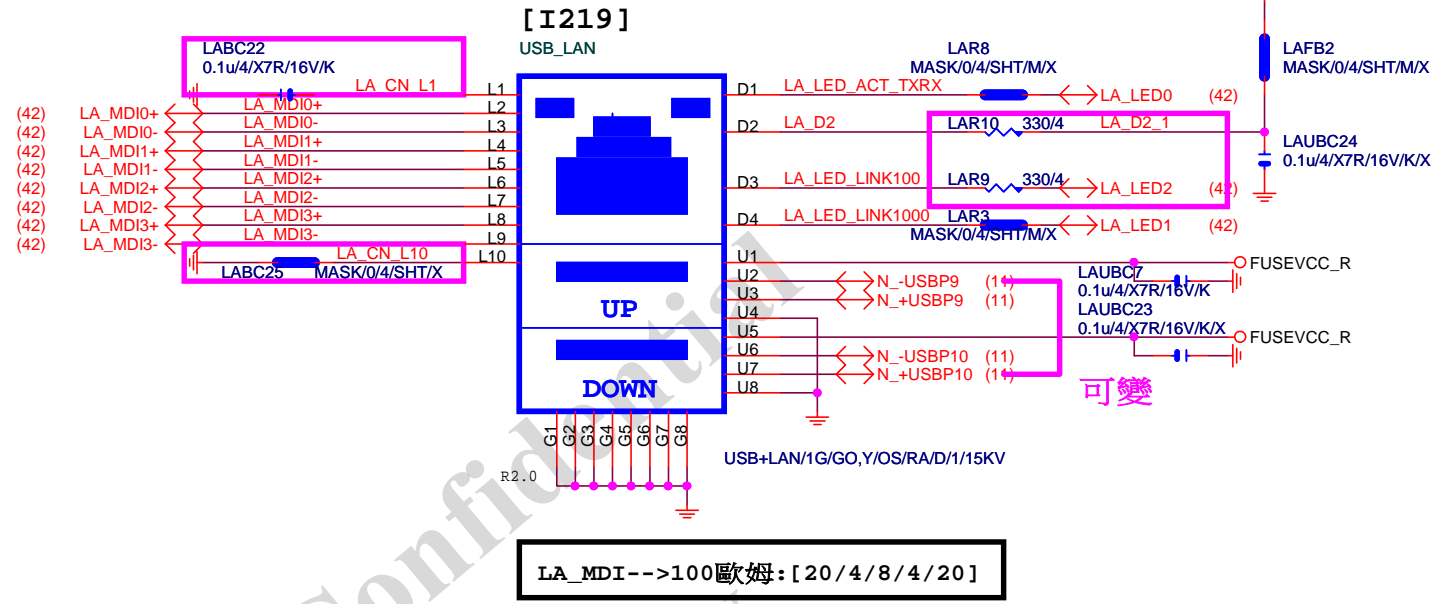 [I219]
USB_LAN
LABC22
0.1u/4/X7R/16V/K
LA_CN_L1
L1
(42) LA_MDI0+ LA_MDI0+ L2
(42) LA_MDI0- LA_MDI0- L3
(42) LA_MDI1+ LA_MDI1+ L4
(42) LA_MDI1- LA_MDI1- L5
(42) LA_MDI2+ LA_MDI2+ L6
(42) LA_MDI2- LA_MDI2- L7
(42) LA_MDI3+ LA_MDI3+ L8
(42) LA_MDI3- LA_MDI3- L9
LA_CN_L10 L10
LABC25 MASK/0/4/SHT/X
LAR8
MASK/0/4/SHT/M/X
D1 LA_LED_ACT_TXRX LA_LED0 (42)
D2 LA_D2 LAR10 330/4 LA_D2_1
D3 LA_LED_LINK100 LAR9 330/4 LA_LED2 (42)
D4 LA_LED_LINK1000 LAR3 LA_LED1 (42)
MASK/0/4/SHT/M/X
LAFB2
MASK/0/4/SHT/M/X
LAUBC24
0.1u/4/X7R/16V/K/X
U1 FUSEVCC_R
U2 N_-USBP9 (11)
U3 N_+USBP9 (11)
U4
U5 FUSEVCC_R
U6 N_-USBP10 (11)
U7 N_+USBP10 (11)
U8
LAUBC7
0.1u/4/X7R/16V/K
LAUBC23
0.1u/4/X7R/16V/K/X
可變
UP
DOWN
G1 G2 G3 G4 G5 G6 G7 G8
R2.0
USB+LAN/1G/GO,Y/OS/RA/D/1/15KV
LA_MDI-->100歐姆:[20/4/8/4/20]
Confidential